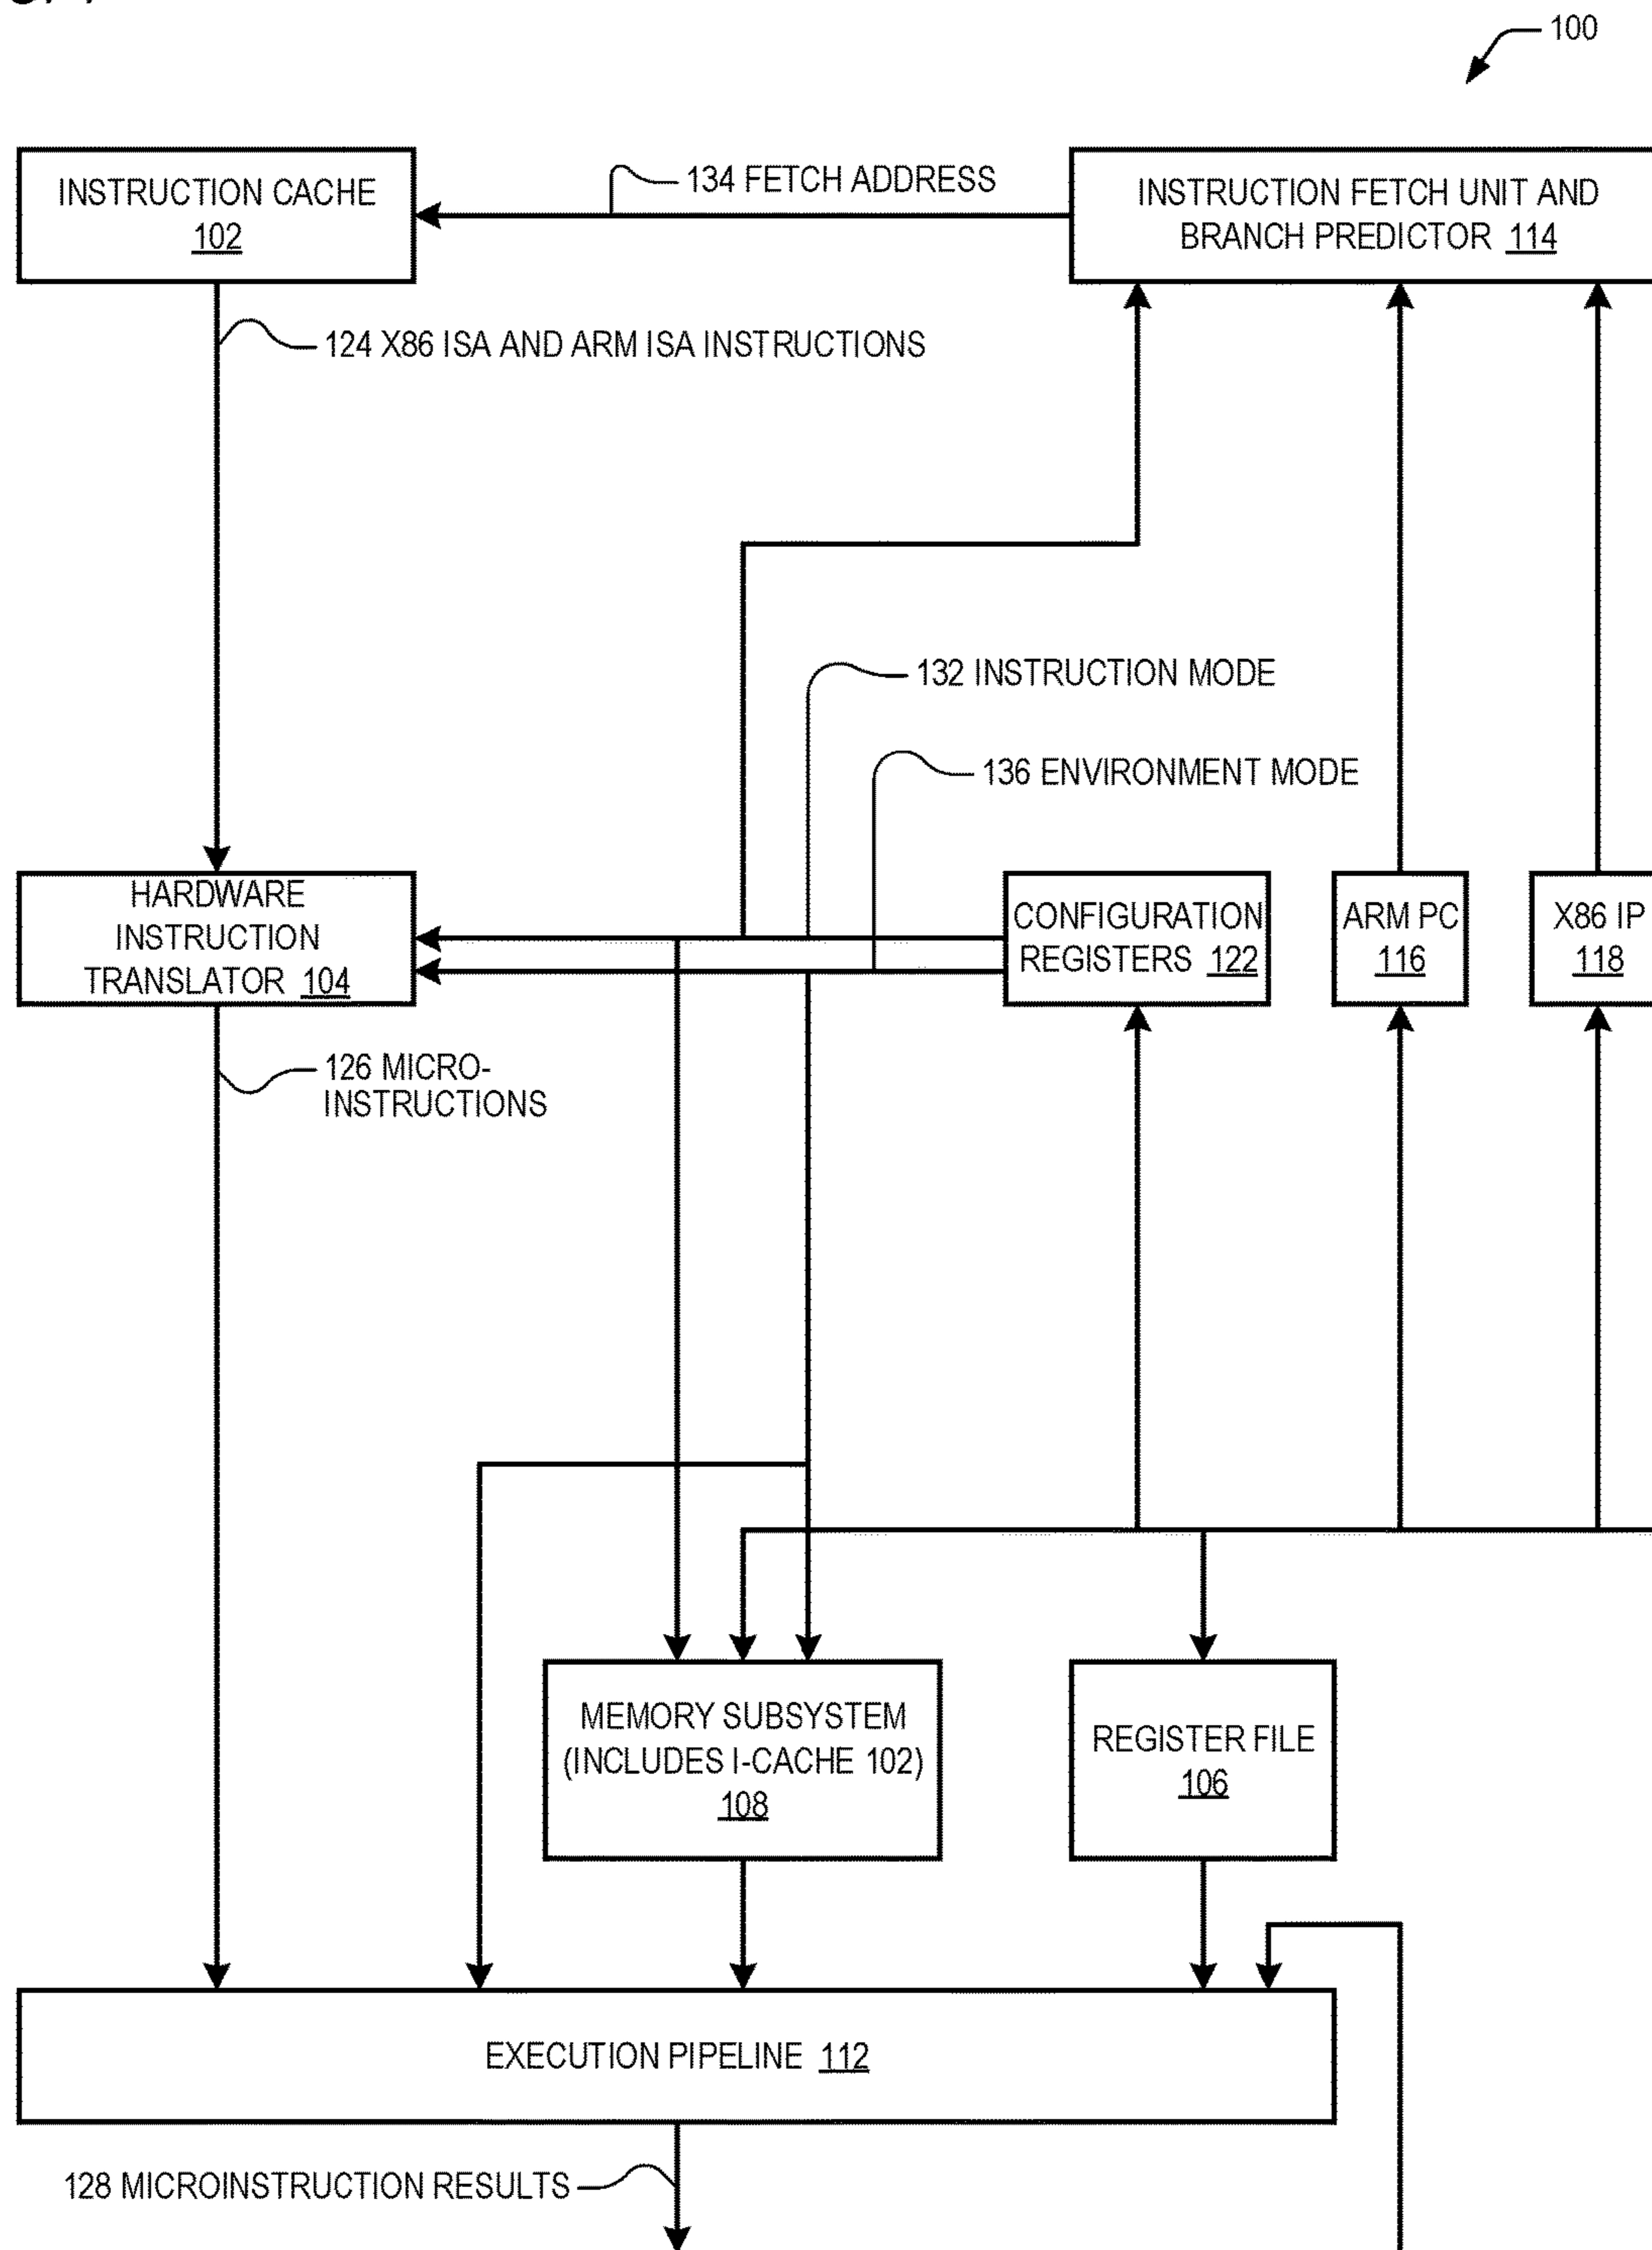 100
INSTRUCTION CACHE
102
134 FETCH ADDRESS
INSTRUCTION FETCH UNIT AND
BRANCH PREDICTOR 114
124 X86 ISA AND ARM ISA INSTRUCTIONS
132 INSTRUCTION MODE
136 ENVIRONMENT MODE
HARDWARE
INSTRUCTION
TRANSLATOR 104
CONFIGURATION
REGISTERS 122
ARM PC
116
X86 IP
118
126 MICRO-
INSTRUCTIONS
MEMORY SUBSYSTEM
(INCLUDES I-CACHE 102)
108
REGISTER FILE
106
EXECUTION PIPELINE 112
128 MICROINSTRUCTION RESULTS